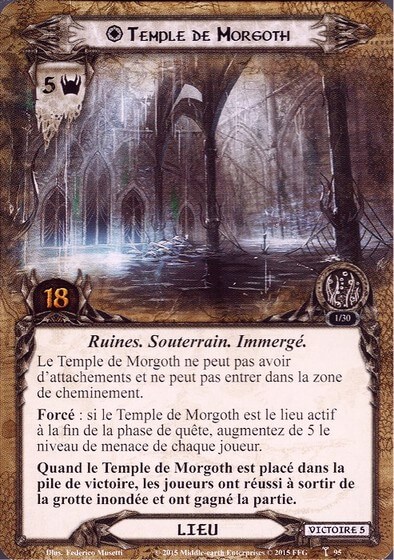 TEMPLE DE MORGOTH
5
18
1/30
Ruines. Souterrain. Immergé.
Le Temple de Morgoth ne peut pas avoir
d'attachements et ne peut pas entrer dans la zone
de cheminement.
Forcé : si le Temple de Morgoth est le lieu actif
à la fin de la phase de quête, augmentez de 5 le
niveau de menace de chaque joueur.
Quand le Temple de Morgoth est placé dans la
pile de victoire, les joueurs ont réussi à sortir de
la grotte inondée et ont gagné la partie.
LIEU
VICTOIRE 5
Illus. Federico Musetti
© 2015 Middle-earth Enterprises © 2015 FFG
95